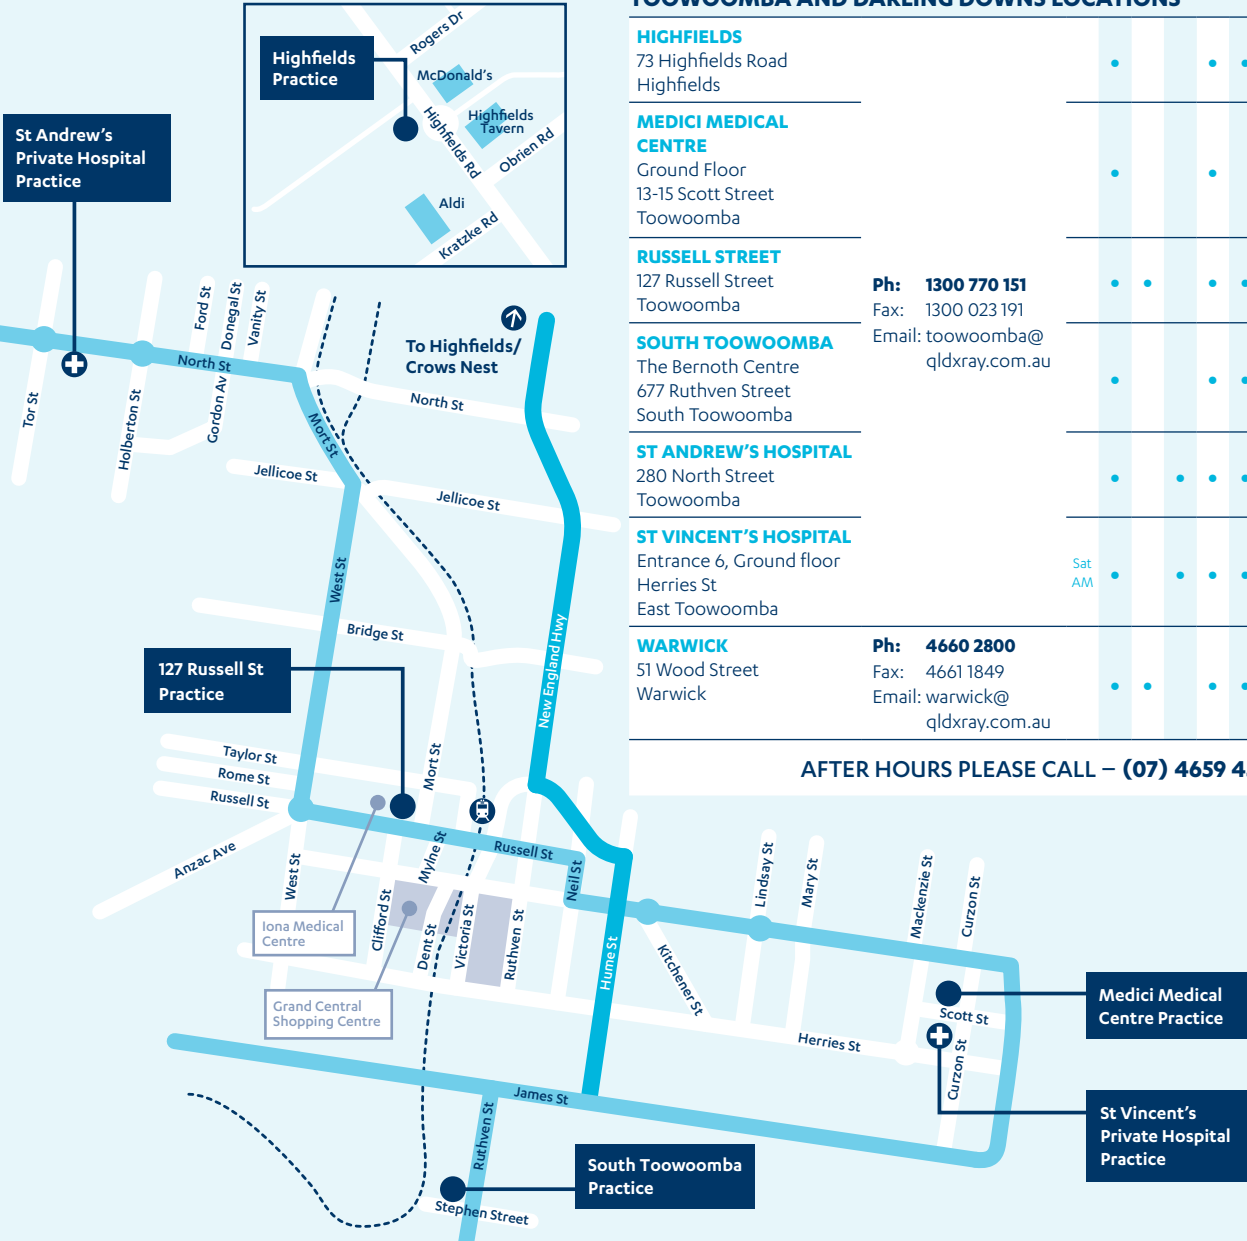 TOOWOOMBA AND DARLING DOWNS LOCATIONS
HIGHFIELDS
73 Highfields Road
Highfields
MEDICI MEDICAL
CENTRE
Ground Floor
13-15 Scott Street
Toowoomba
RUSSELL STREET
127 Russell Street
Toowoomba
SOUTH TOOWOOMBA
The Bernoth Centre
677 Ruthven Street
South Toowoomba
ST ANDREW'S HOSPITAL
280 North Street
Toowoomba
ST VINCENT'S HOSPITAL
Entrance 6, Ground floor
Herries St
East Toowoomba
Ph: 1300 770 151
Fax: 1300 023 191
Email: toowoomba@
qldxray.com.au
Sat
AM
WARWICK
51 Wood Street
Warwick
Ph: 4660 2800
Fax: 4661 1849
Email: warwick@
qldxray.com.au
AFTER HOURS PLEASE CALL – (07) 4659 4
Highfields
Practice
Rogers Dr
McDonald's
Highfields
Tavern
Highfields Rd
Obrien Rd
Aldi
Kratzke Rd
St Andrew's
Private Hospital
Practice
Ford St
Donegal St
Vanity St
North St
Tor St
Holberton St
Gordon Av
Mort St
To Highfields/
Crows Nest
North St
Jellicoe St
Jellicoe St
West St
Bridge St
New England Hwy
127 Russell St
Practice
Taylor St
Rome St
Russell St
Mort St
Anzac Ave
West St
Mylne St
Russell St
Neil St
Iona Medical
Centre
Clifford St
Dent St
Victoria St
Ruthven St
Grand Central
Shopping Centre
Hume St
Kitchener St
Lindsay St
Mary St
Mackenzie St
Curzon St
Scott St
Herries St
Curzon St
Medici Medical
Centre Practice
St Vincent's
Private Hospital
Practice
James St
Ruthven St
South Toowoomba
Practice
Stephen Street